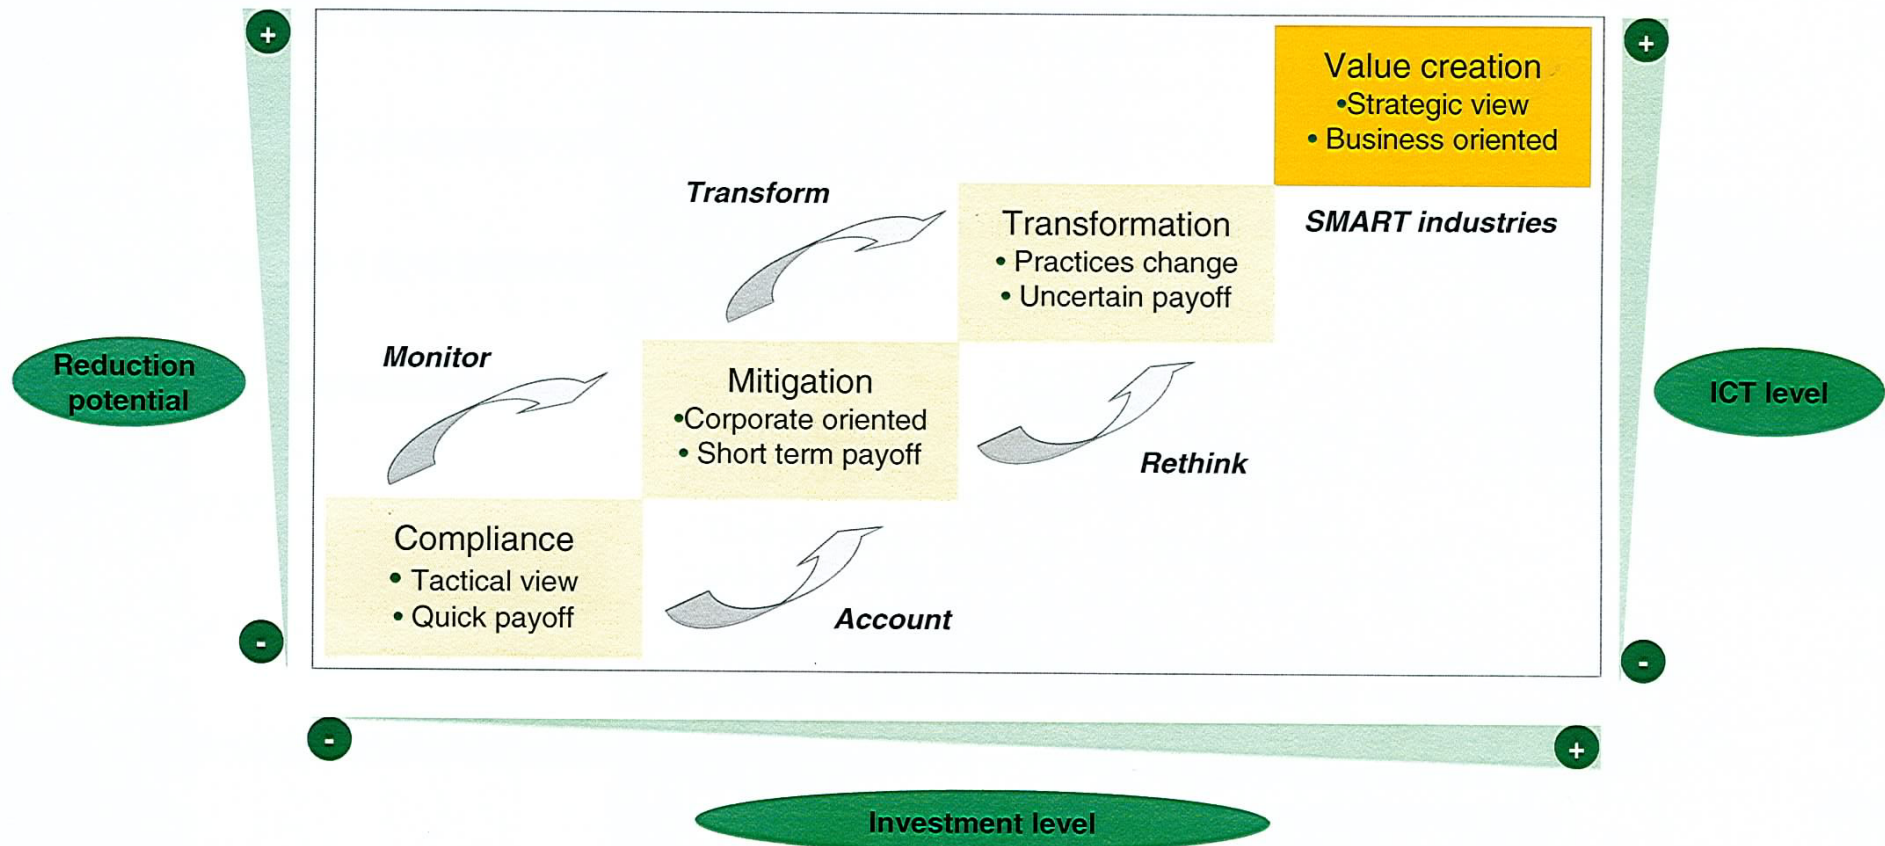 +
+
Value creation
•Strategic view
• Business oriented
Transform
Transformation
• Practices change
• Uncertain payoff
SMART industries
Monitor
Reduction
potential
Mitigation
•Corporate oriented
• Short term payoff
ICT level
Rethink
Compliance
• Tactical view
• Quick payoff
Account
-
-
-
+
Investment level